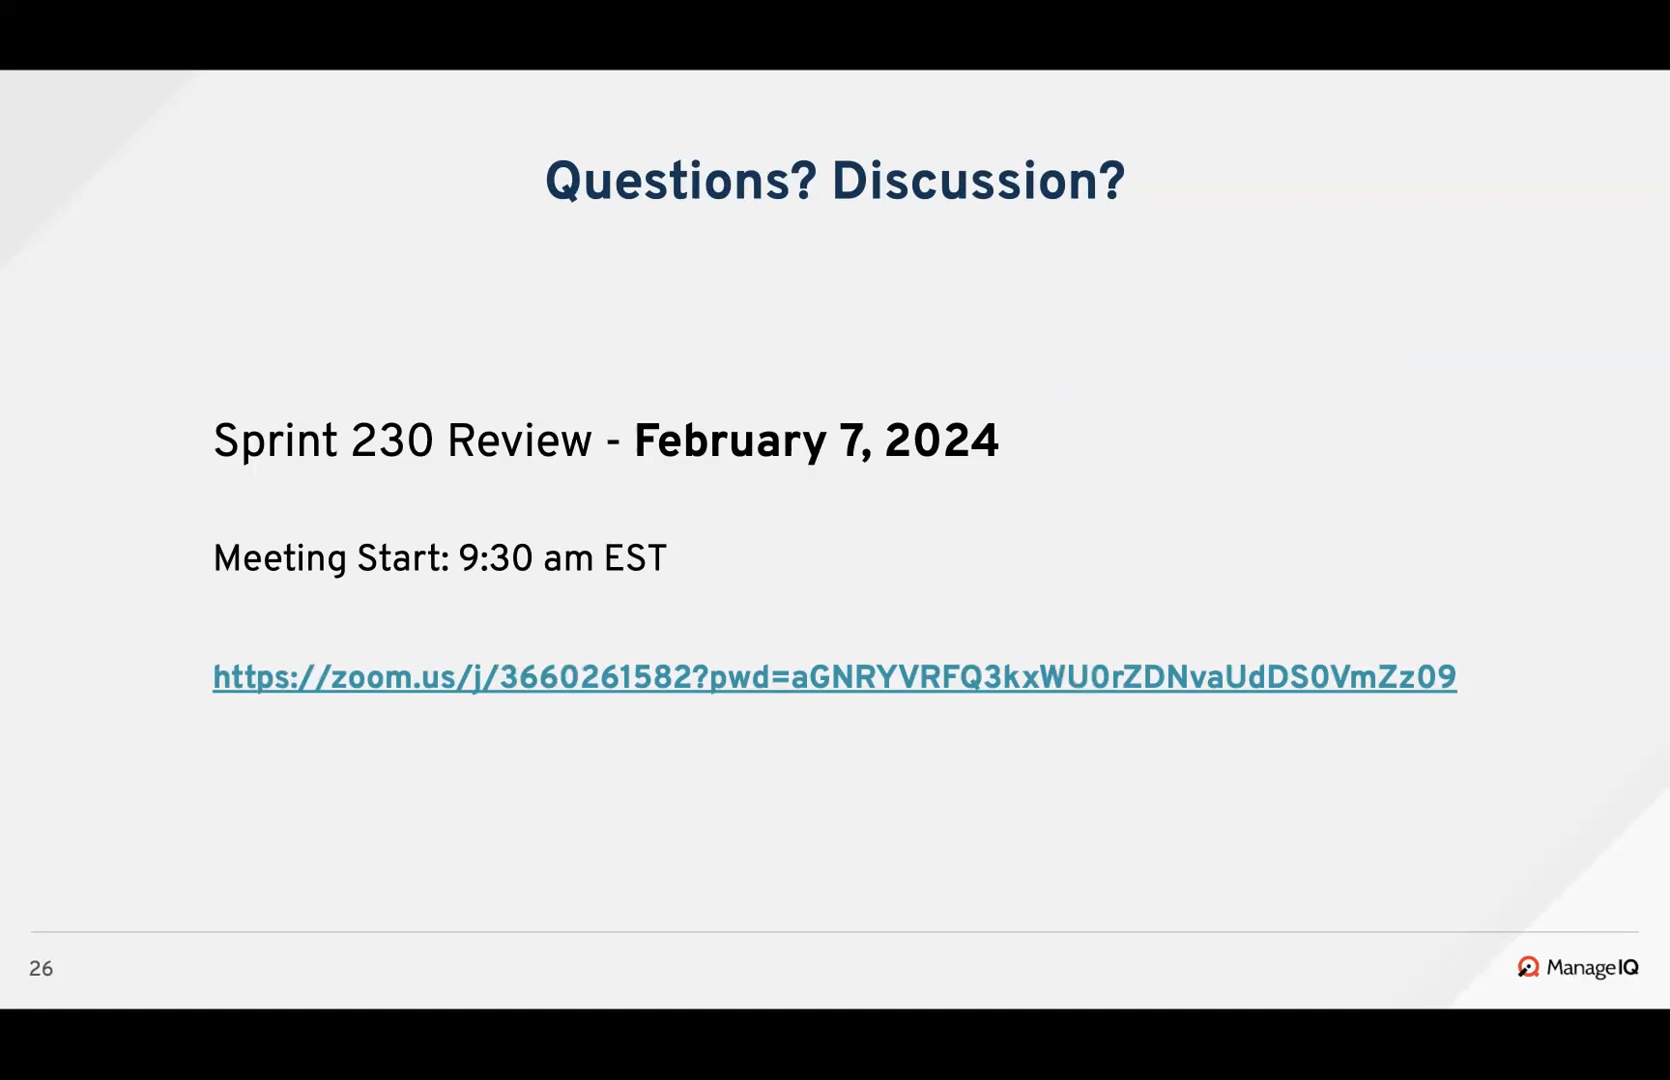 Questions? Discussion?
Sprint 230 Review - February 7, 2024
Meeting Start: 9:30 am EST
https://zoom.us/j/3660261582?pwd=aGNRYVRFQ3kxWU0rZDNvaUdDS0VmZz09
26
ManageIQ